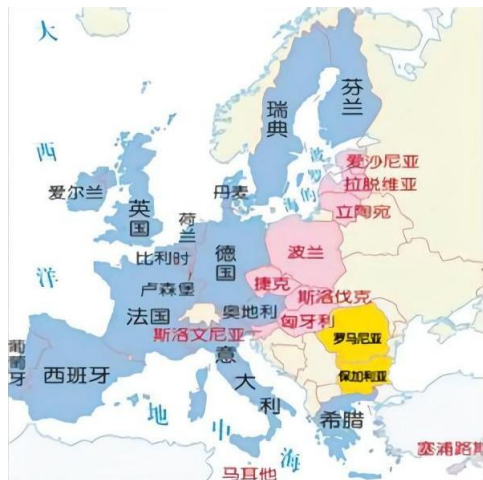 大
西
洋
芬兰
瑞典
波罗的海
爱沙尼亚
拉脱维亚
立陶宛
爱尔兰
英国
丹麦
荷兰
德国
波兰
比利时
卢森堡
捷克
斯洛伐克
法国
奥地利
匈牙利
斯洛文尼亚
罗马尼亚
保加利亚
葡萄牙
西班牙
意大利
希腊
地中海
马耳他
塞浦路斯